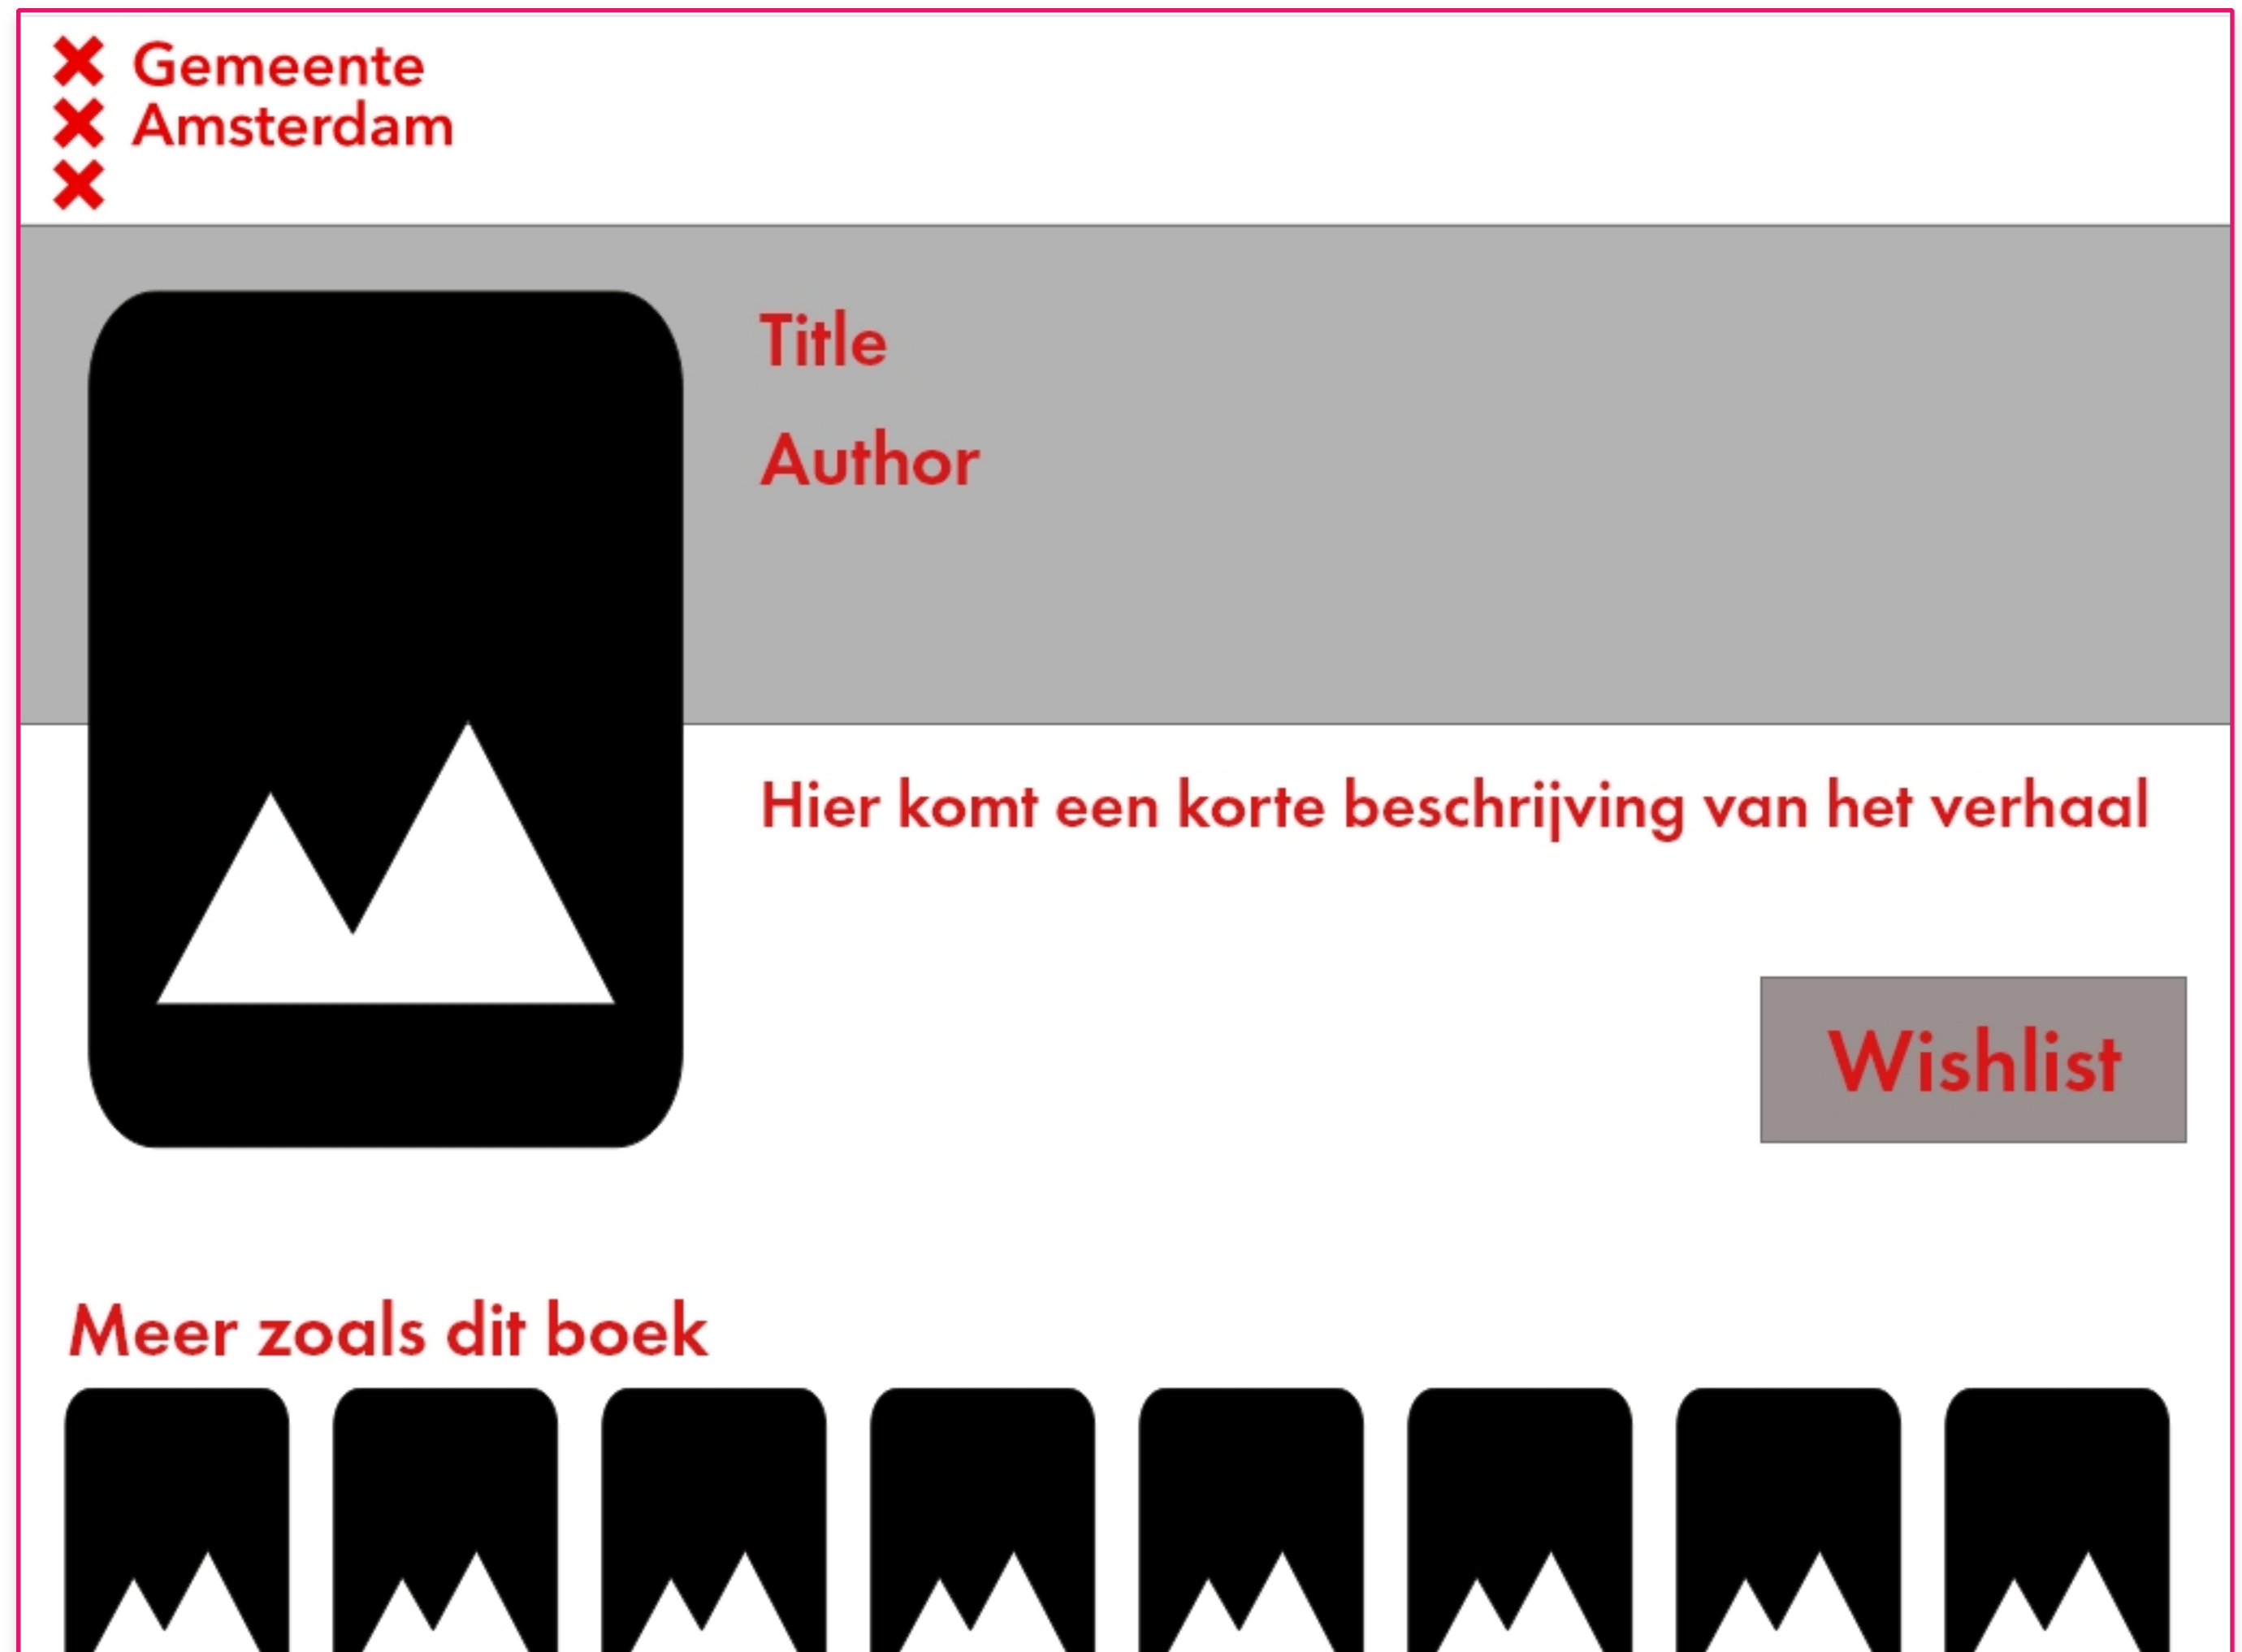 Gemeente
Amsterdam
Title
Author
Hier komt een korte beschrijving van het verhaal
Wishlist
Meer zoals dit boek